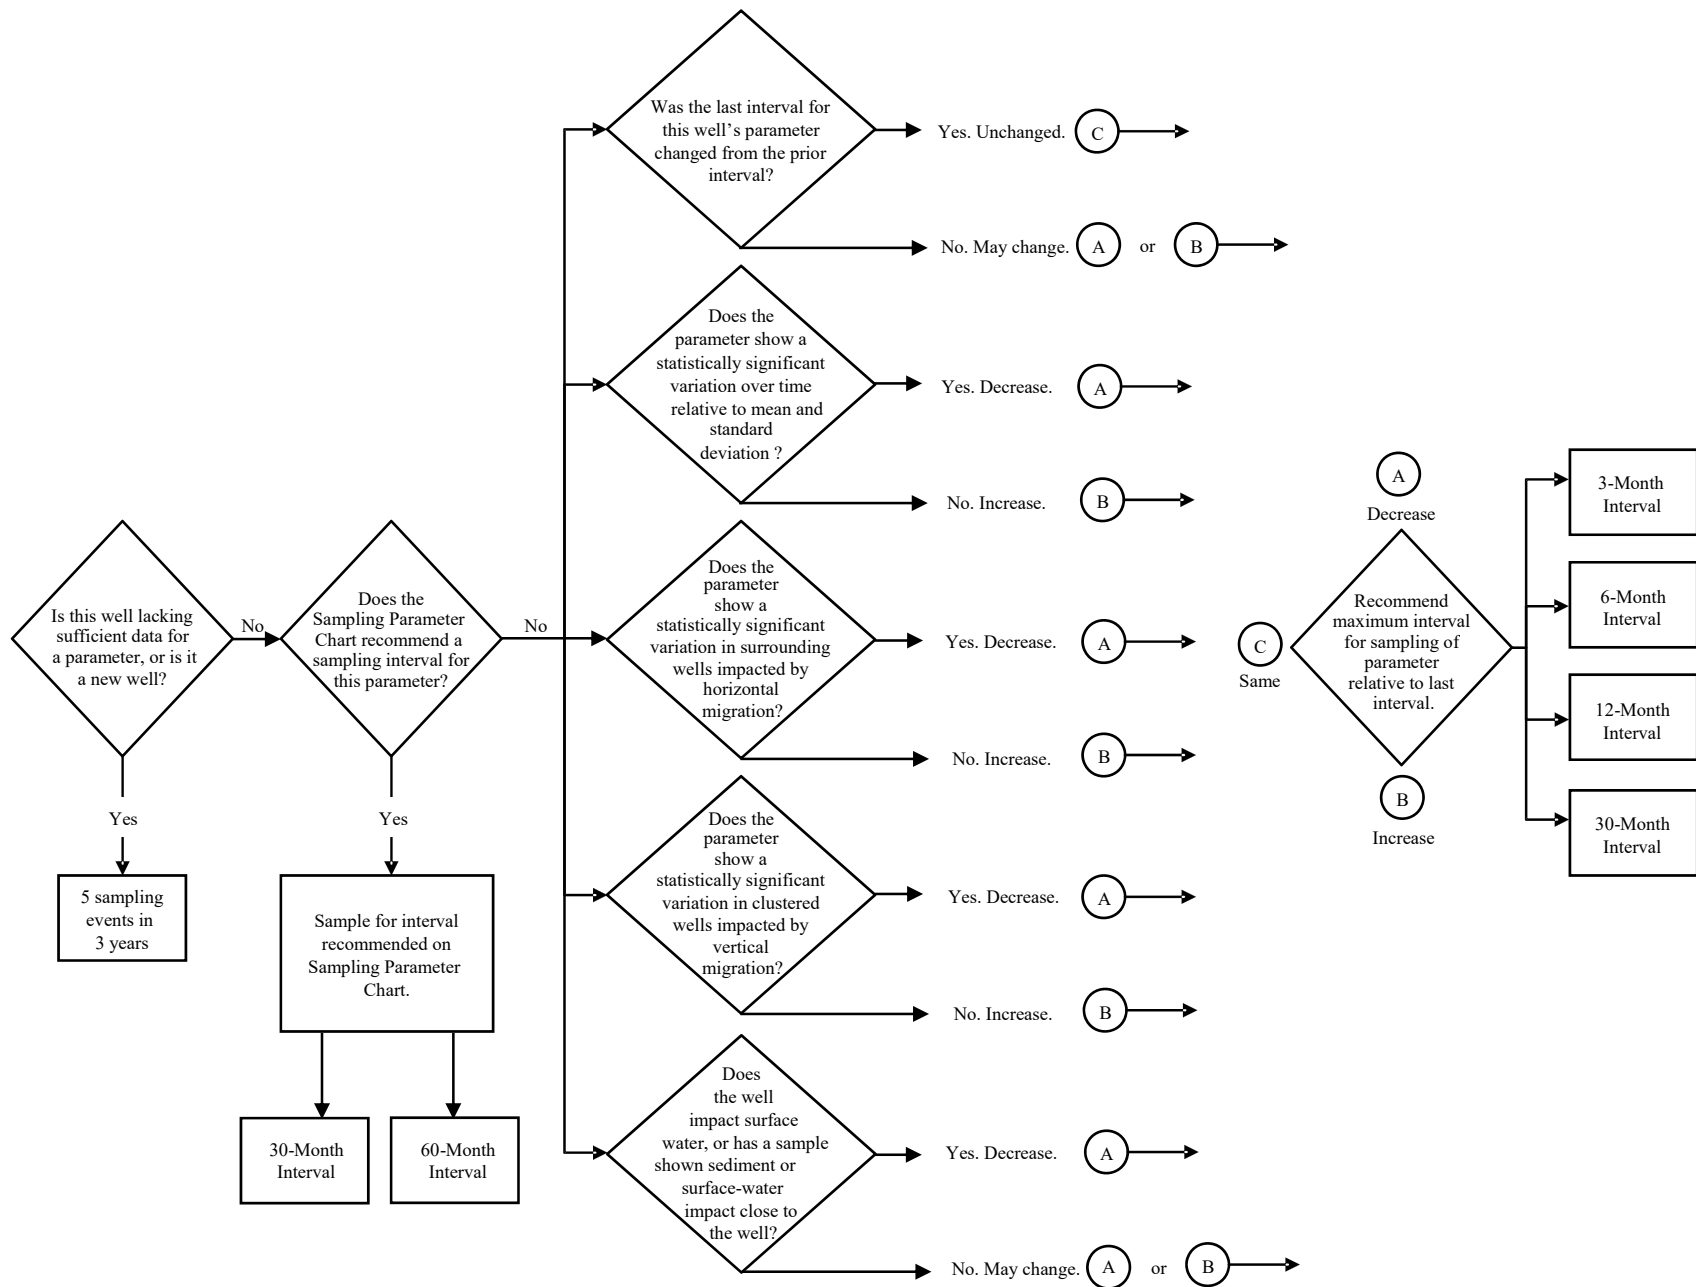 Is this well lacking
sufficient data for
a parameter, or is it
a new well?
No
Yes
5 sampling
events in
3 years
Does the
Sampling Parameter
Chart recommend a
sampling interval for
this parameter?
No
Yes
Sample for interval
recommended on
Sampling Parameter
Chart.
30-Month
Interval
60-Month
Interval
Was the last interval for
this well’s parameter
changed from the prior
interval?
Yes. Unchanged. C
No. May change. A or B
Does the
parameter show a
statistically significant
variation over time
relative to mean and
standard
deviation ?
Yes. Decrease. A
No. Increase. B
Does the
parameter
show a
statistically significant
variation in surrounding
wells impacted by
horizontal
migration?
Yes. Decrease. A
No. Increase. B
Does the
parameter
show a
statistically significant
variation in clustered
wells impacted by
vertical
migration?
Yes. Decrease. A
No. Increase. B
Does
the well
impact surface
water, or has a sample
shown sediment or
surface-water
impact close to
the well?
Yes. Decrease. A
No. May change. A or B
A
Decrease
C
Same
Recommend
maximum interval
for sampling of
parameter
relative to last
interval.
B
Increase
3-Month
Interval
6-Month
Interval
12-Month
Interval
30-Month
Interval